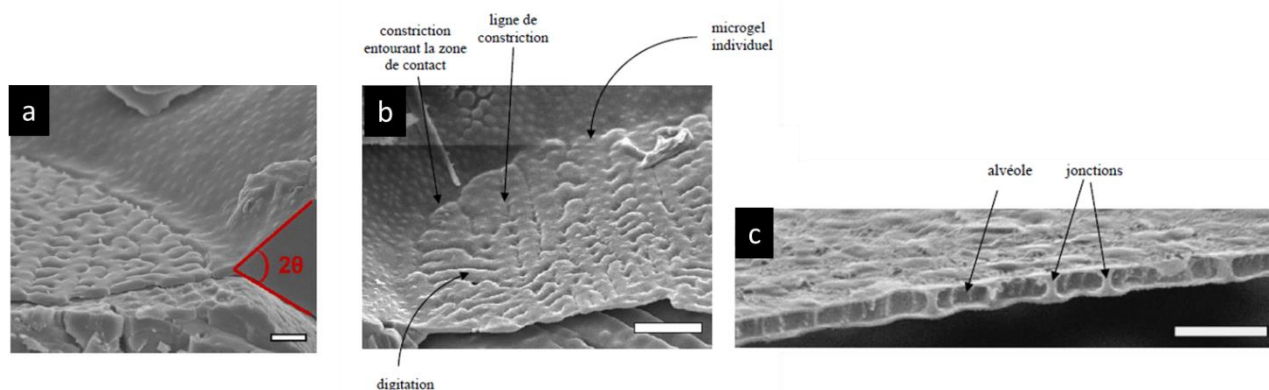 a
2θ
constriction
entourant la zone
de contact
ligne de
constriction
microgel
individuel
b
digitation
alvéole
jonctions
c